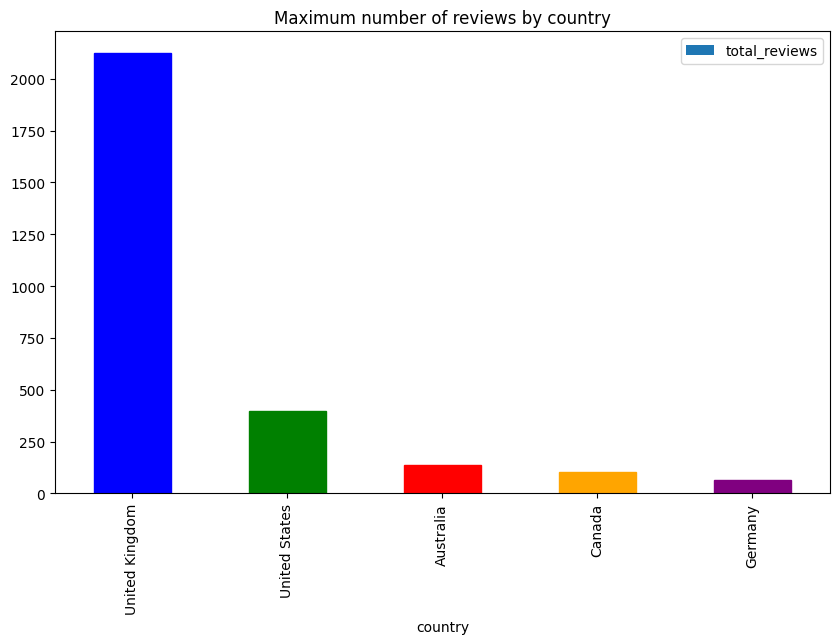 Maximum number of reviews by country
total_reviews
2000
1750
1500
1250
1000
750
500
250
0
United Kingdom
United States
Australia
Canada
Germany
country